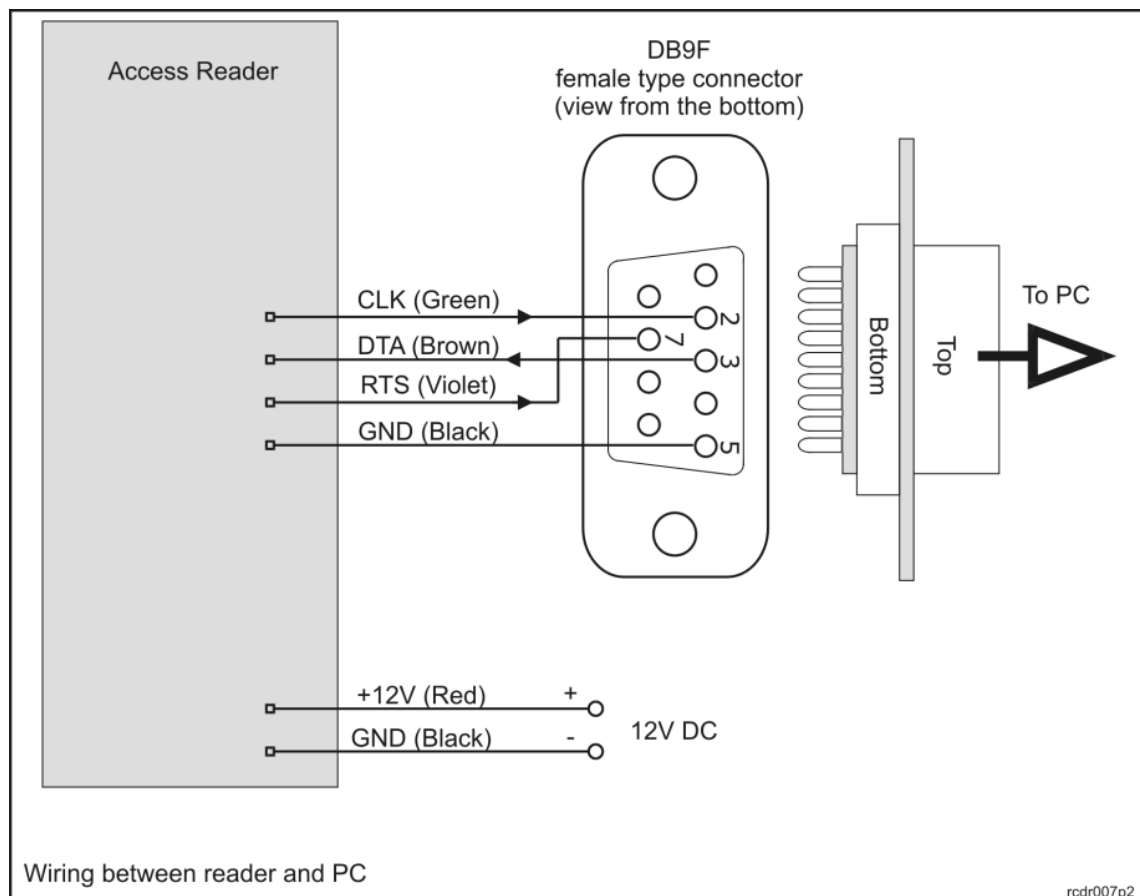 Access Reader
DB9F
female type connector
(view from the bottom)
CLK (Green)
DTA (Brown)
RTS (Violet)
GND (Black)
2
7
3
5
Bottom
Top
To PC
+12V (Red)
+
GND (Black)
-
12V DC
Wiring between reader and PC
rcdr007p2